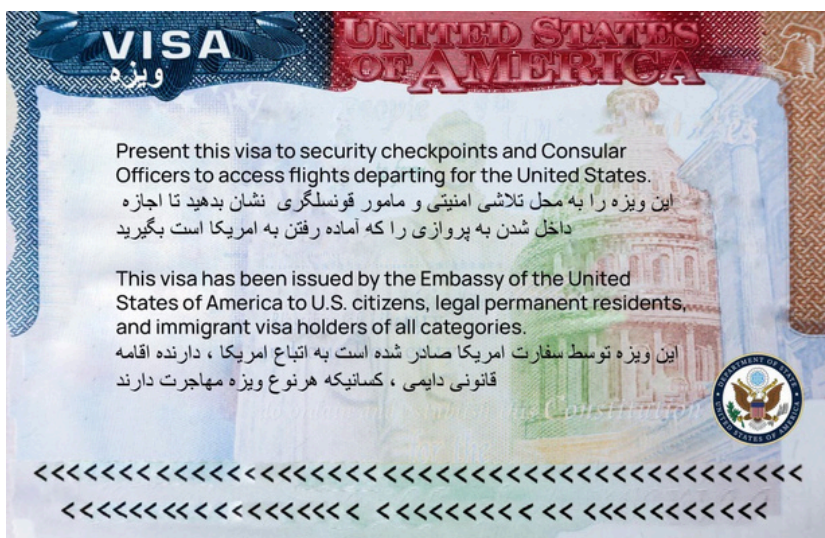 VISA
ویزه
UNITED STATES
OF AMERICA
Present this visa to security checkpoints and Consular
Officers to access flights departing for the United States.
این ویزه را به محل تلاشی امنیتی و مامور قونسلگری نشان بدهید تا اجازه
داخل شدن به پروازی را که آماده رفتن به امریکا است بگیرید
This visa has been issued by the Embassy of the United
States of America to U.S. citizens, legal permanent residents,
and immigrant visa holders of all categories.
این ویزه توسط سفارت امریکا صادر شده است به اتباع امریکا ، دارنده اقامه
قانونی دایمی ، کسانیکه هرنوع ویزه مهاجرت دارند
DEPARTMENT OF STATE
UNITED STATES OF AMERICA
Constitution
<<<<<<<<<<<<<<<<<<<<<<<<<<<<<<<<<<<<<<<<<<
<<<<<<<<<<<<<<<<<< <<<<<<<<< << <<<<<<<<<<